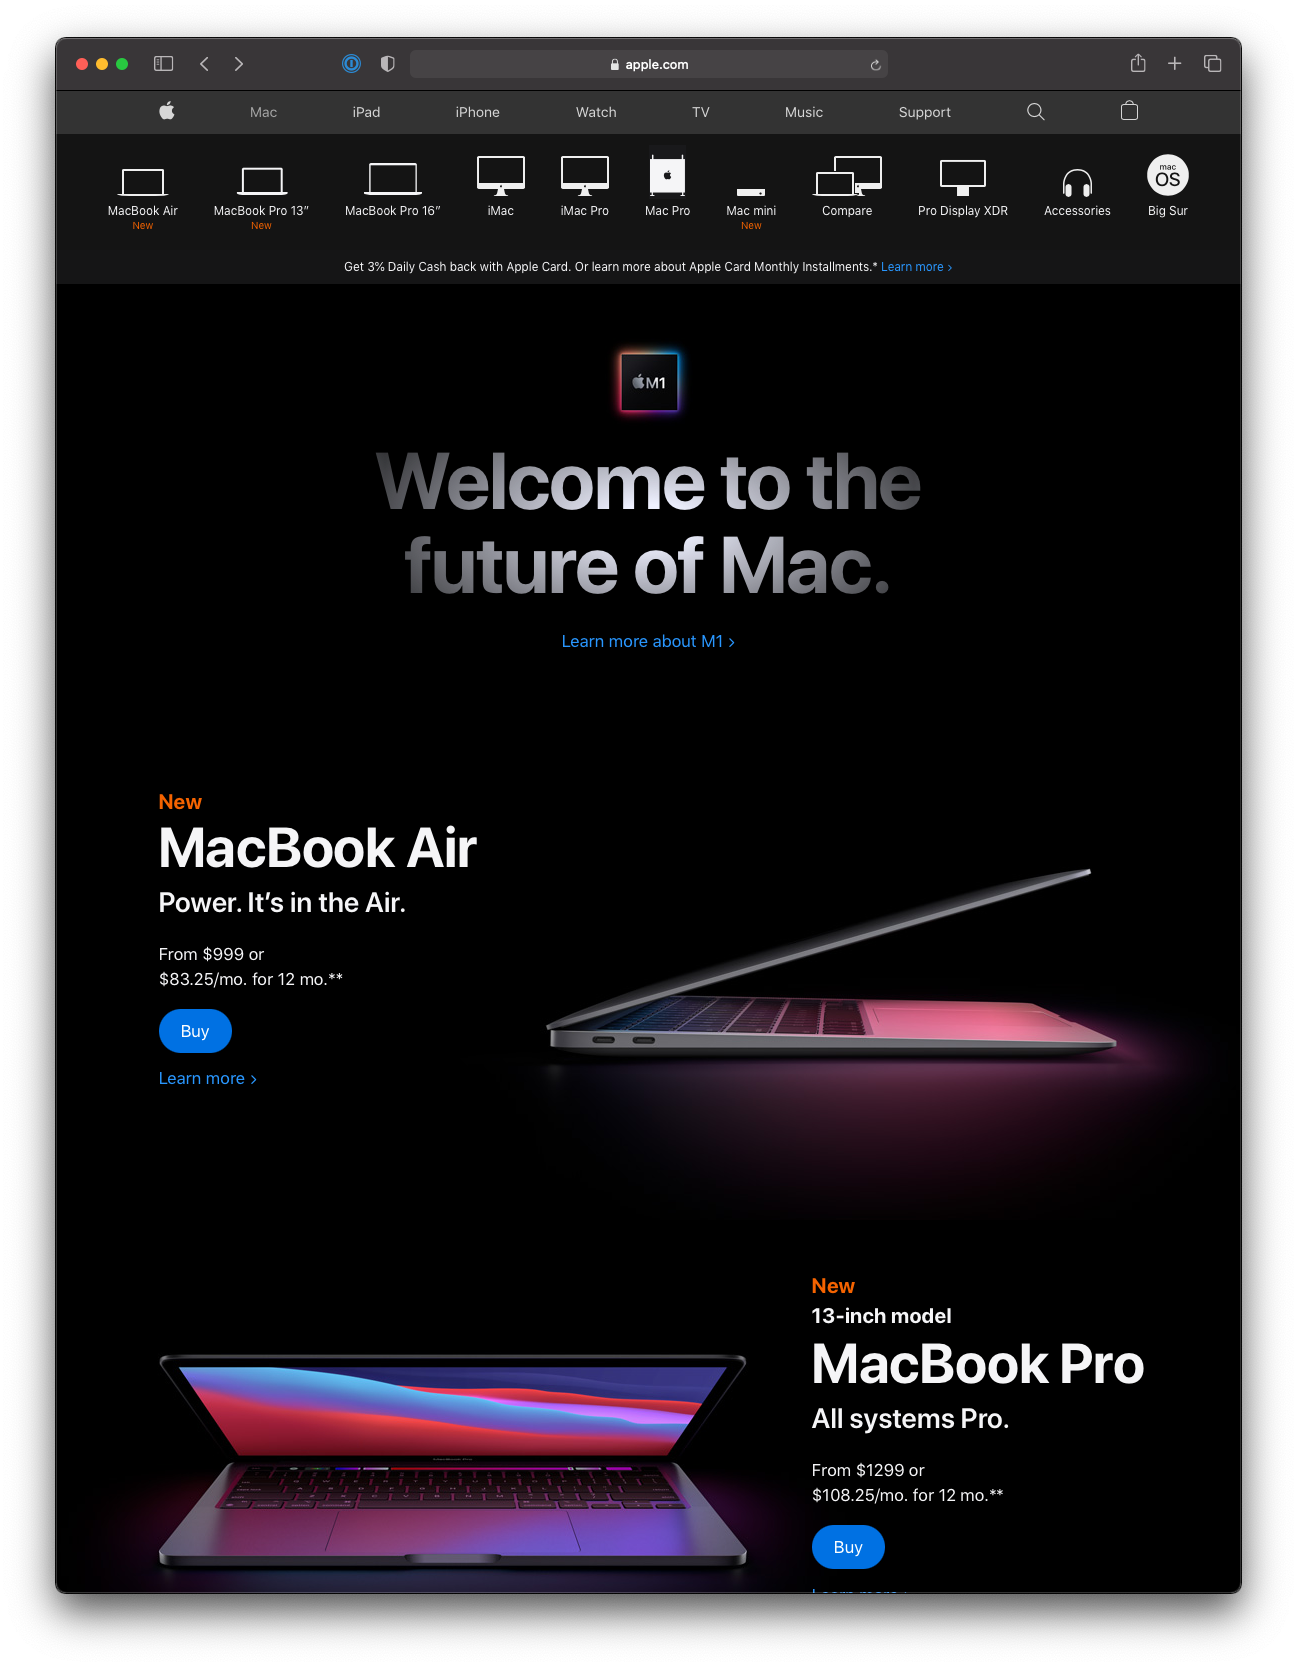 apple.com
Mac iPad iPhone Watch TV Music Support
MacBook Air
New
MacBook Pro 13”
New
MacBook Pro 16”
iMac
iMac Pro
Mac Pro
Mac mini
New
Compare
Pro Display XDR
Accessories
mac
OS
Big Sur
Get 3% Daily Cash back with Apple Card. Or learn more about Apple Card Monthly Installments.* Learn more ›
M1
Welcome to the
future of Mac.
Learn more about M1 ›
New
MacBook Air
Power. It’s in the Air.
From $999 or
$83.25/mo. for 12 mo.**
Buy
Learn more ›
New
13-inch model
MacBook Pro
All systems Pro.
From $1299 or
$108.25/mo. for 12 mo.**
Buy